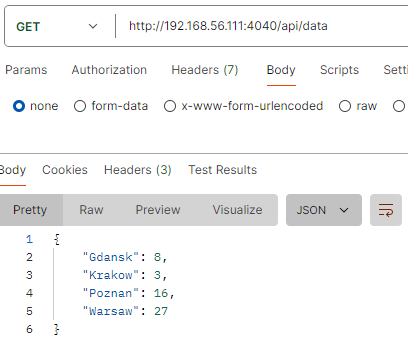 GET http://192.168.56.111:4040/api/data
Params Authorization Headers (7) Body Scripts
none form-data x-www-form-urlencoded raw
Body Cookies Headers (3) Test Results
Pretty Raw Preview Visualize JSON
1 {
2 "Gdansk": 8,
3 "Krakow": 3,
4 "Poznan": 16,
5 "Warsaw": 27
6 }